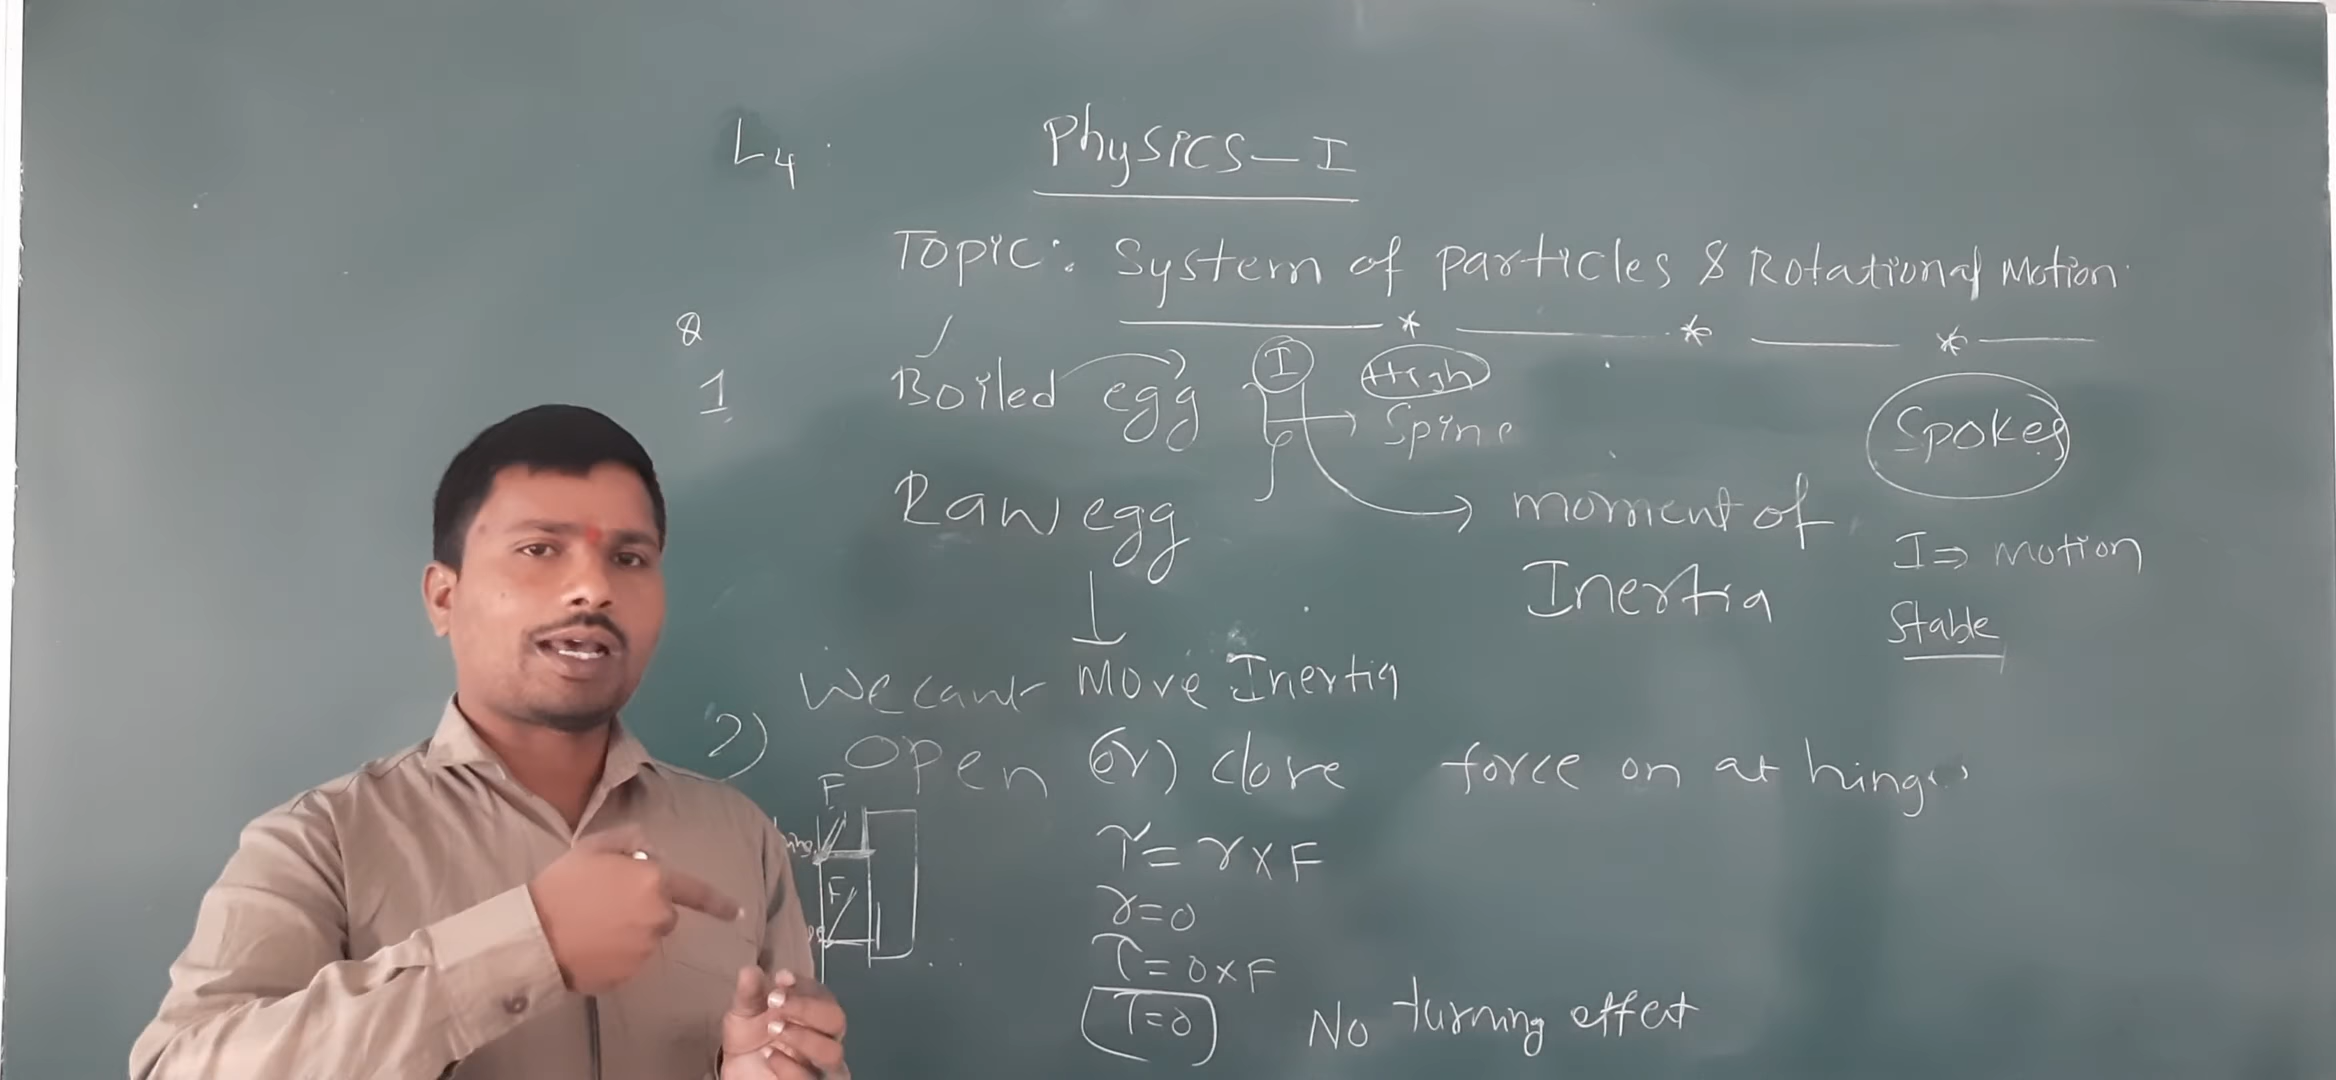 L4: Physics-I
Topic: System of particles & Rotational Motion.
Q
1 Boiled egg I High
Spine
Spokes
Raw egg
moment of
Inertia
I ⇒ motion
Stable
We cant Move Inertia
2) Open (or) close force on at hinge
F
F
τ = r x F
r = 0
τ = 0 x F
τ = 0 No turning effect